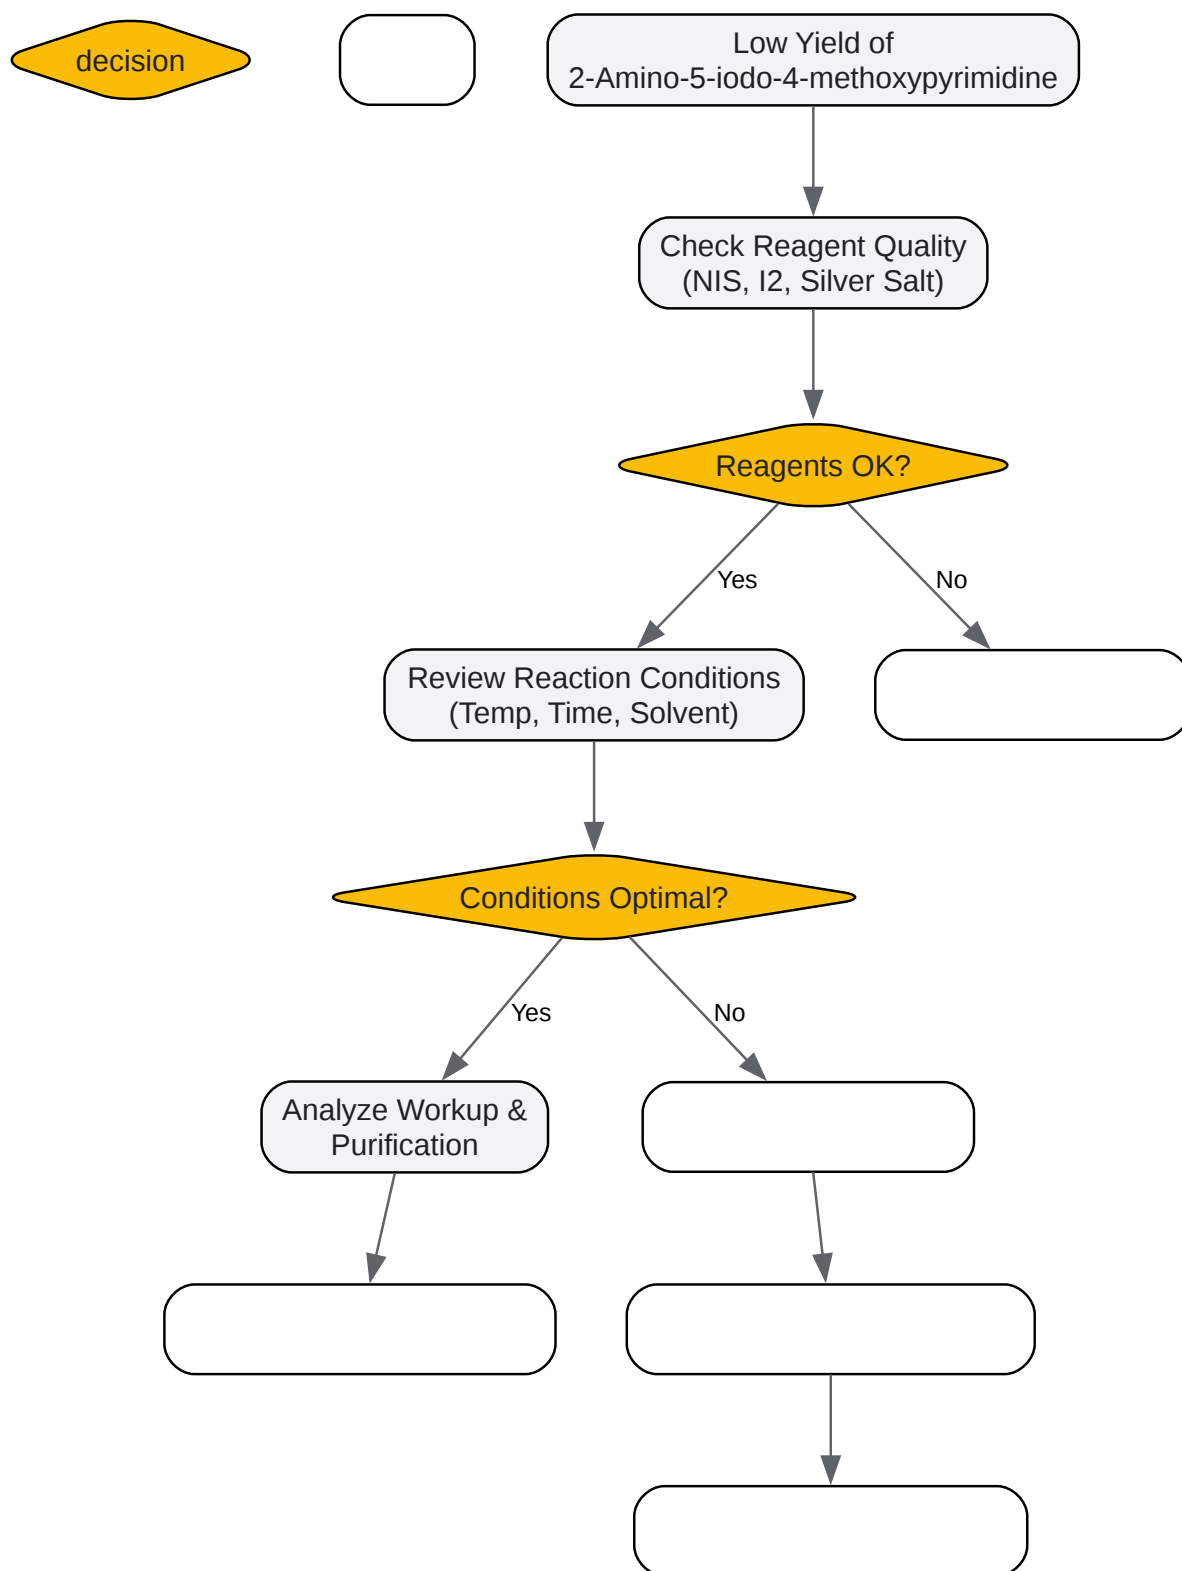 decision
Low Yield of
2-Amino-5-iodo-4-methoxypyrimidine
Check Reagent Quality
(NIS, I2, Silver Salt)
Reagents OK?
Yes
No
Review Reaction Conditions
(Temp, Time, Solvent)
Conditions Optimal?
Yes
No
Analyze Workup &
Purification